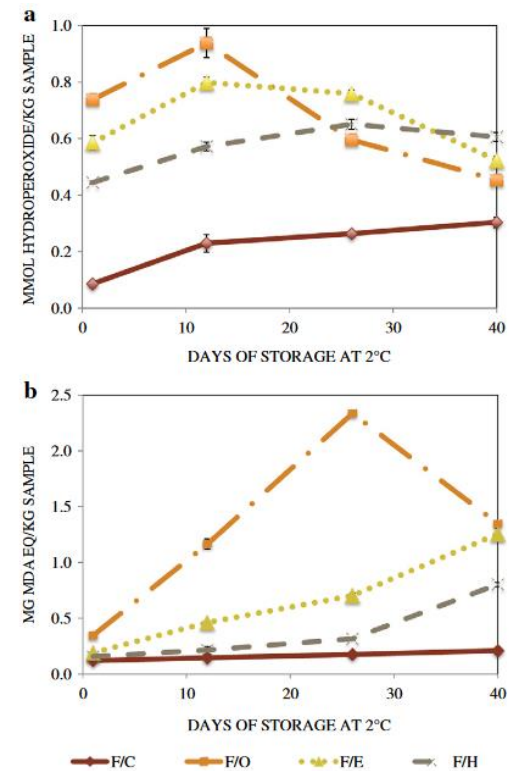 a
MMOL HYDROPEROXIDE/KG SAMPLE
1.0
0.8
0.6
0.4
0.2
0.0
0 10 20 30 40
DAYS OF STORAGE AT 2°C
b
MG MDA EQ/KG SAMPLE
2.5
2.0
1.5
1.0
0.5
0.0
0 10 20 30 40
DAYS OF STORAGE AT 2°C
F/C F/O F/E F/H